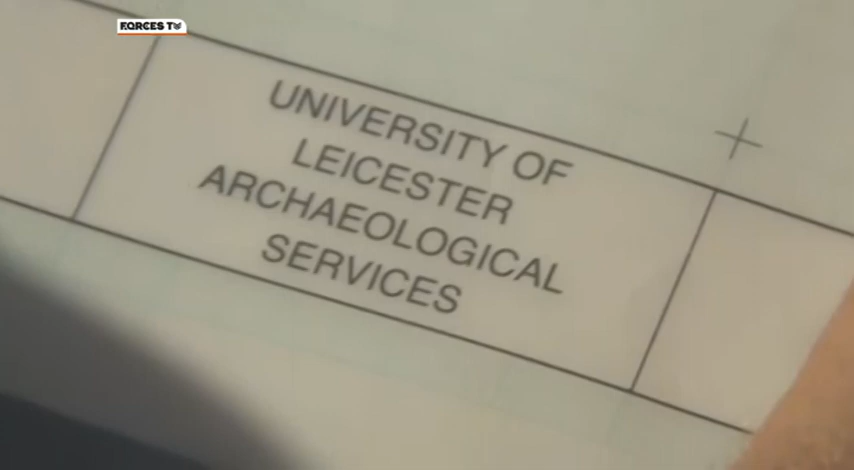 FORCES TV
UNIVERSITY OF
LEICESTER
ARCHAEOLOGICAL
SERVICES